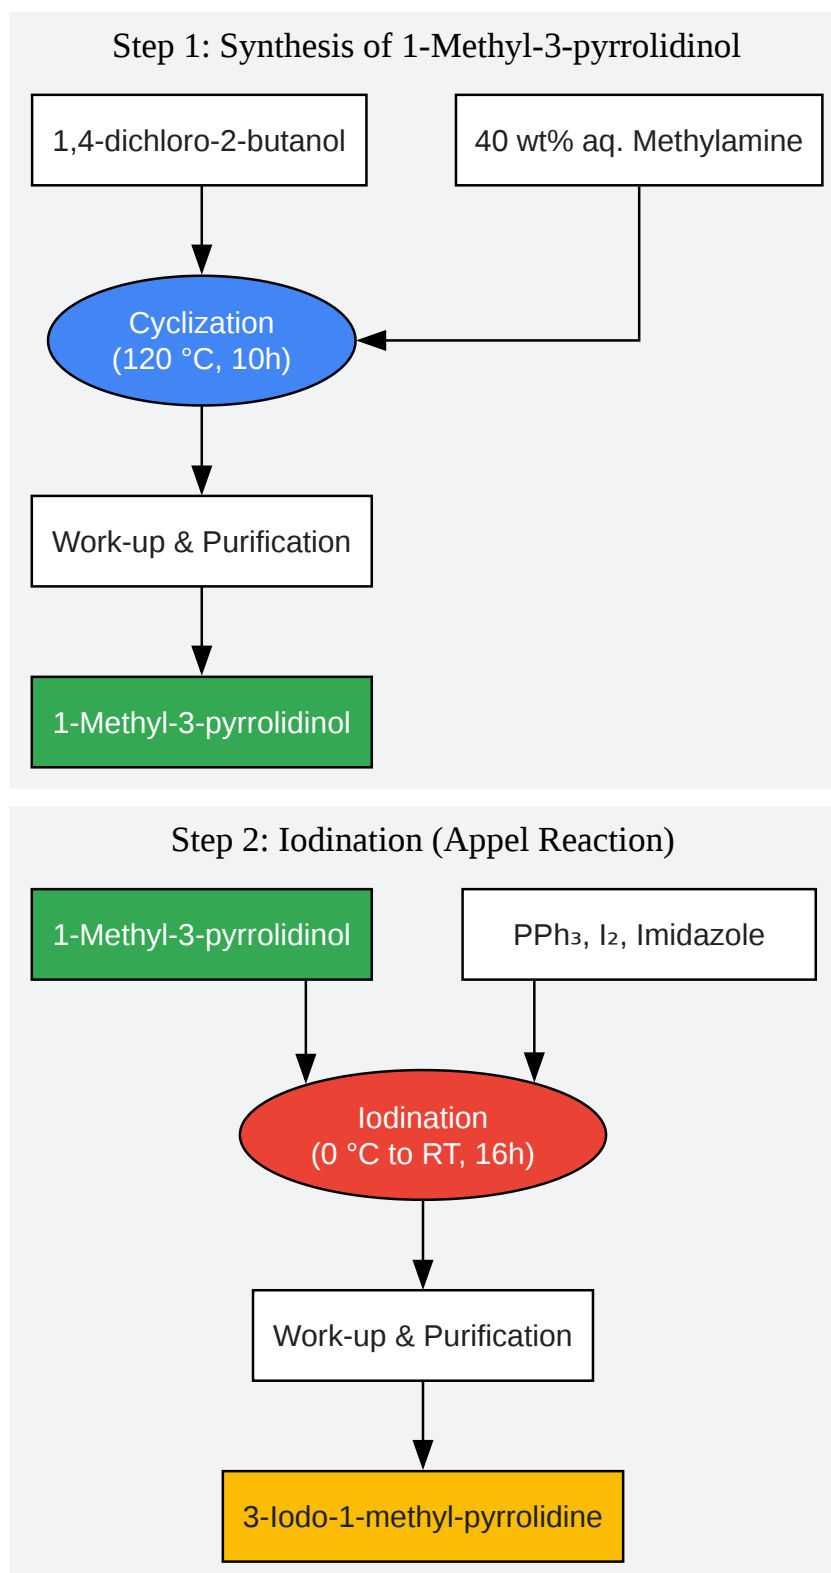 Step 1: Synthesis of 1-Methyl-3-pyrrolidinol
1,4-dichloro-2-butanol
40 wt% aq. Methylamine
Cyclization
(120 °C, 10h)
Work-up & Purification
1-Methyl-3-pyrrolidinol
Step 2: Iodination (Appel Reaction)
1-Methyl-3-pyrrolidinol
PPh₃, I₂, Imidazole
Iodination
(0 °C to RT, 16h)
Work-up & Purification
3-Iodo-1-methyl-pyrrolidine